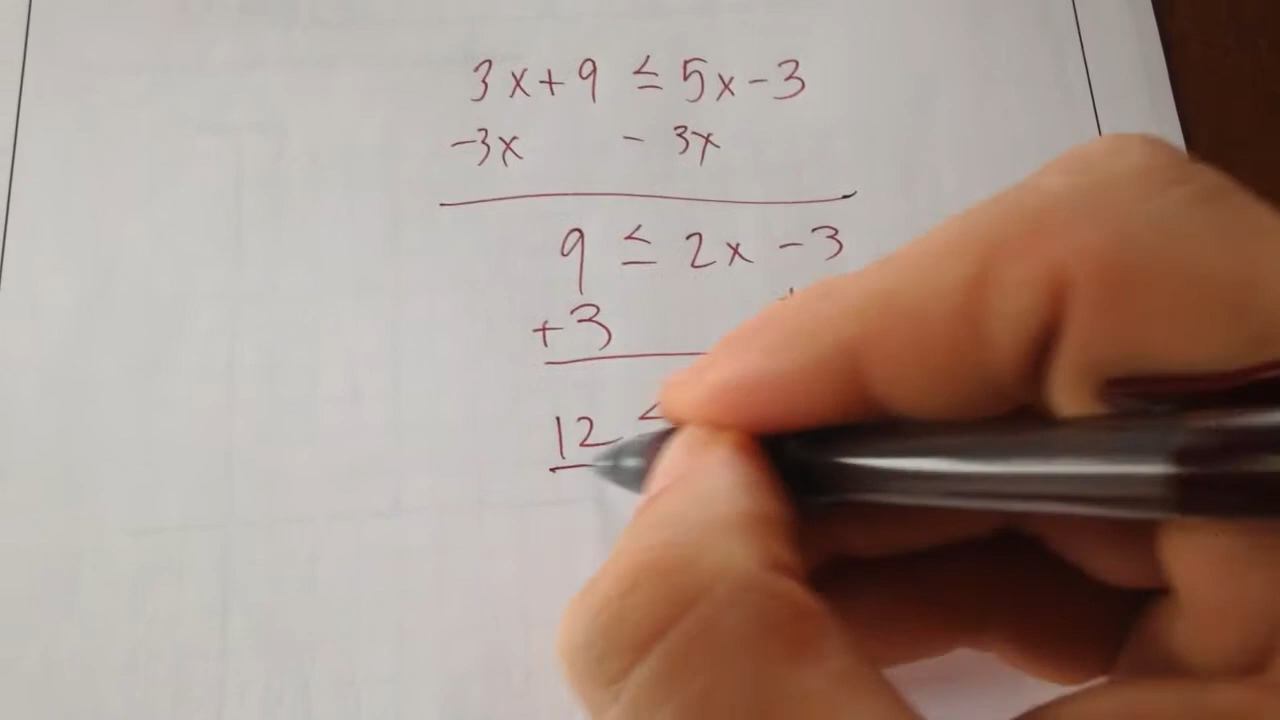 3x+9 ≤ 5x-3
-3x - 3x
9 ≤ 2x -3
+3
12